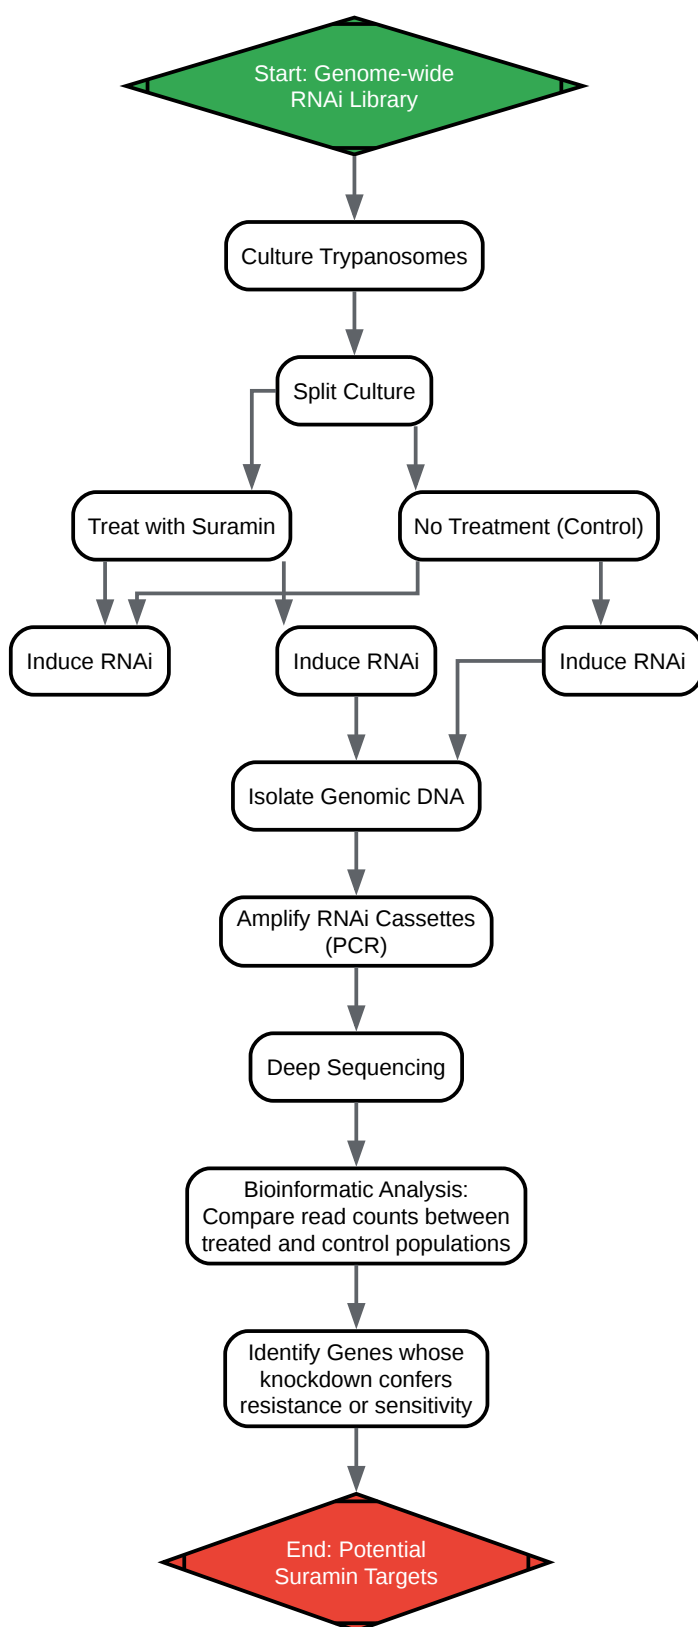 Start: Genome-wide
RNAi Library
Culture Trypanosomes
Split Culture
Treat with Suramin
No Treatment (Control)
Induce RNAi
Induce RNAi
Induce RNAi
Isolate Genomic DNA
Amplify RNAi Cassettes
(PCR)
Deep Sequencing
Bioinformatic Analysis:
Compare read counts between
treated and control populations
Identify Genes whose
knockdown confers
resistance or sensitivity
End: Potential
Suramin Targets